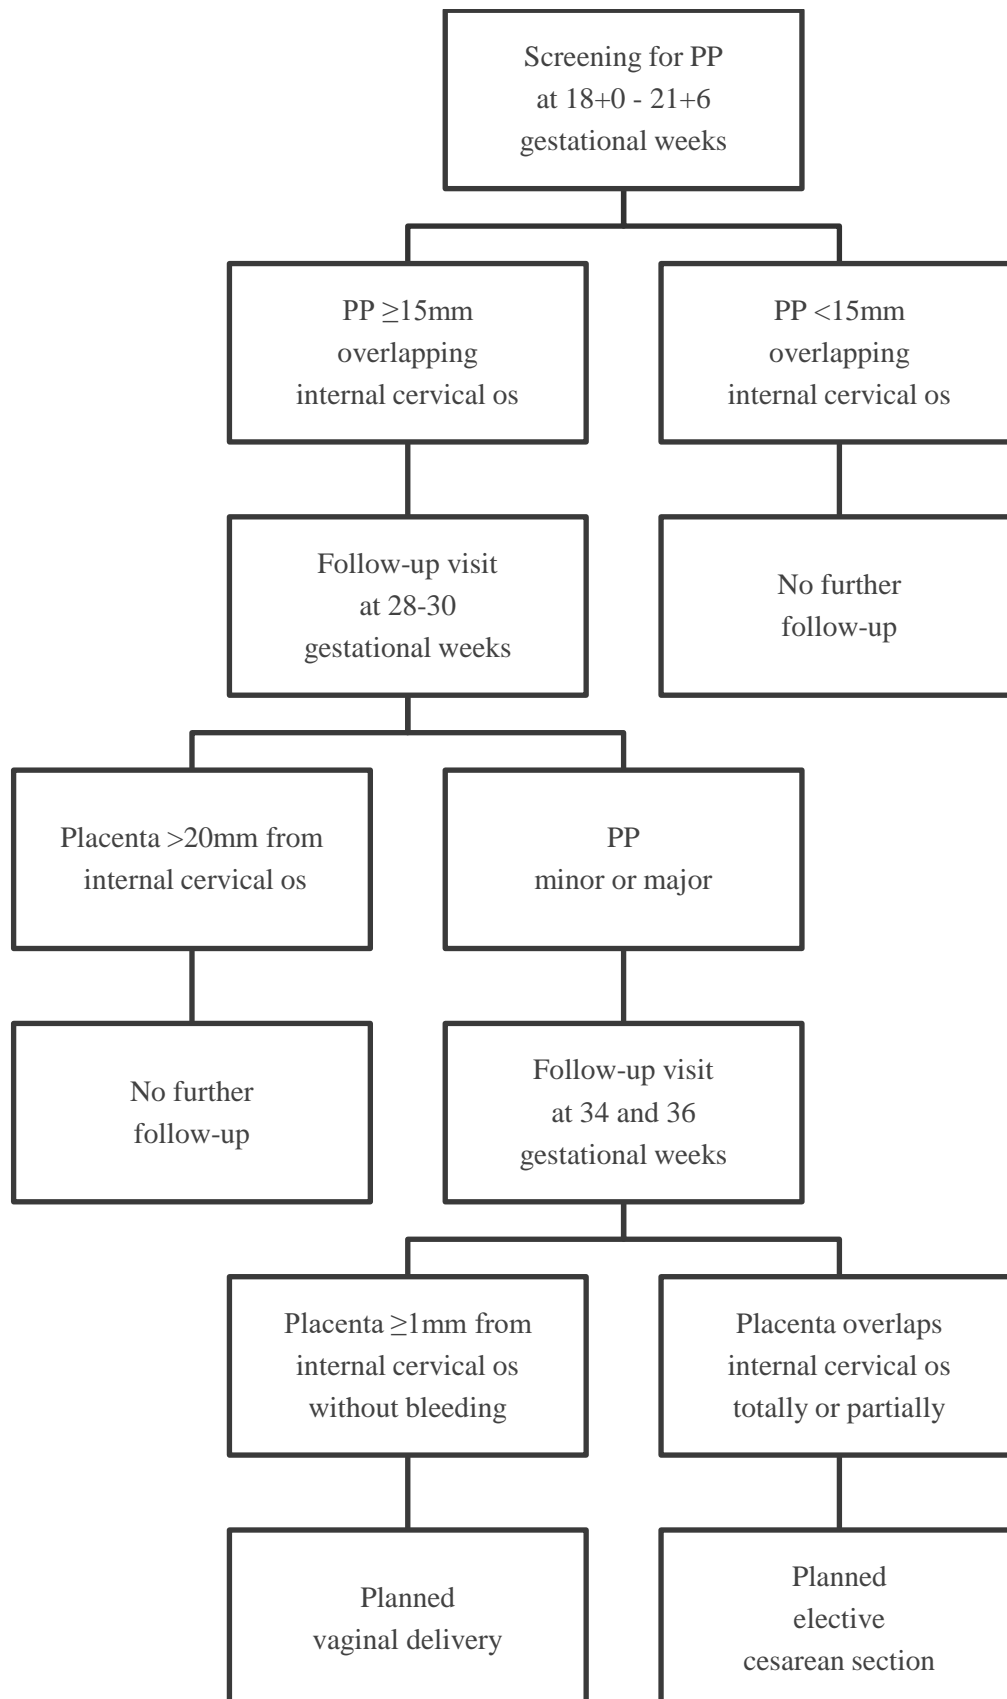 Screening for PP
at 18+0 - 21+6
gestational weeks
PP ≥15mm
overlapping
internal cervical os
PP <15mm
overlapping
internal cervical os
Follow-up visit
at 28-30
gestational weeks
No further
follow-up
Placenta >20mm from
internal cervical os
PP
minor or major
No further
follow-up
Follow-up visit
at 34 and 36
gestational weeks
Placenta ≥1mm from
internal cervical os
without bleeding
Placenta overlaps
internal cervical os
totally or partially
Planned
vaginal delivery
Planned
elective
cesarean section